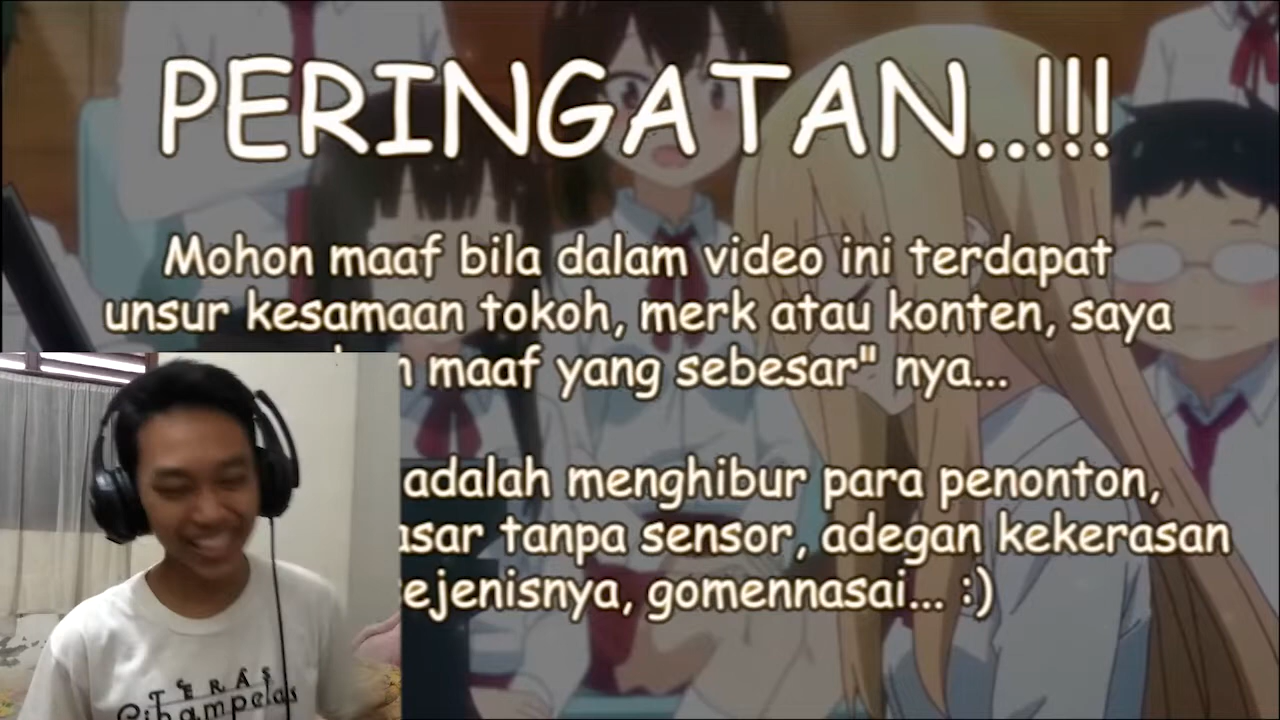 PERINGATAN..!!!
Mohon maaf bila dalam video ini terdapat
unsur kesamaan tokoh, merk atau konten, saya
maaf yang sebesar" nya...
adalah menghibur para penonton,
tanpa sensor, adegan kekerasan
gomennasai... :)
TERAS
Cihampelas